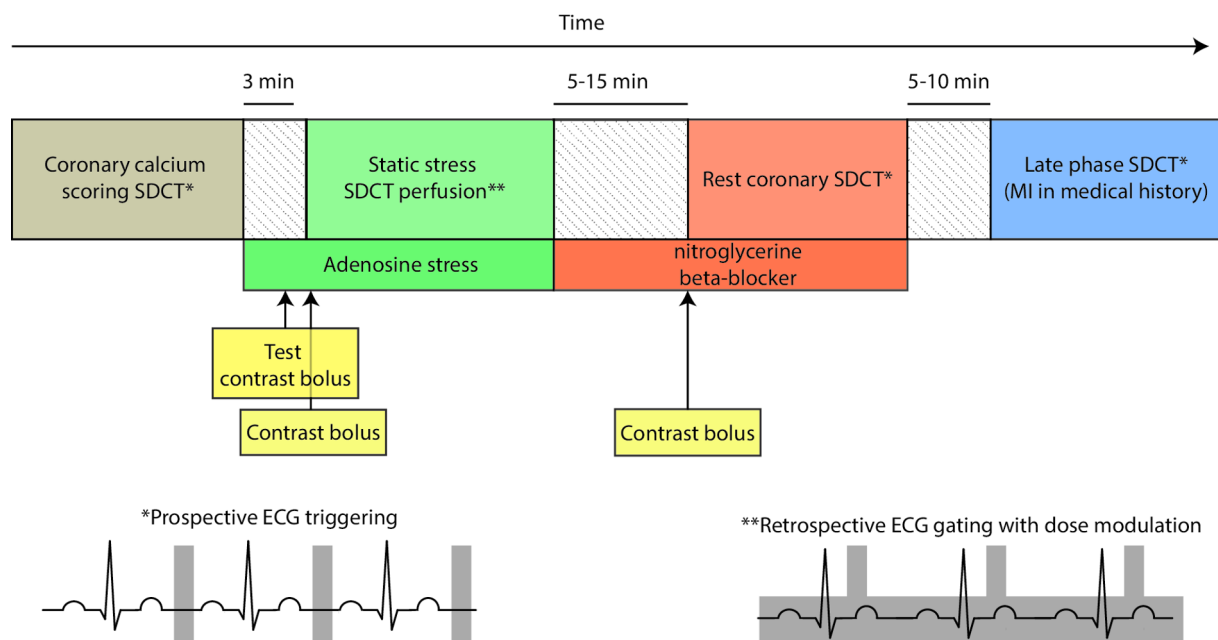 Time
3 min
5-15 min
5-10 min
Coronary calcium
scoring SDCT*
Static stress
SDCT perfusion**
Rest coronary SDCT*
Late phase SDCT*
(MI in medical history)
Adenosine stress
nitroglycerine
beta-blocker
Test
contrast bolus
Contrast bolus
Contrast bolus
*Prospective ECG triggering
**Retrospective ECG gating with dose modulation